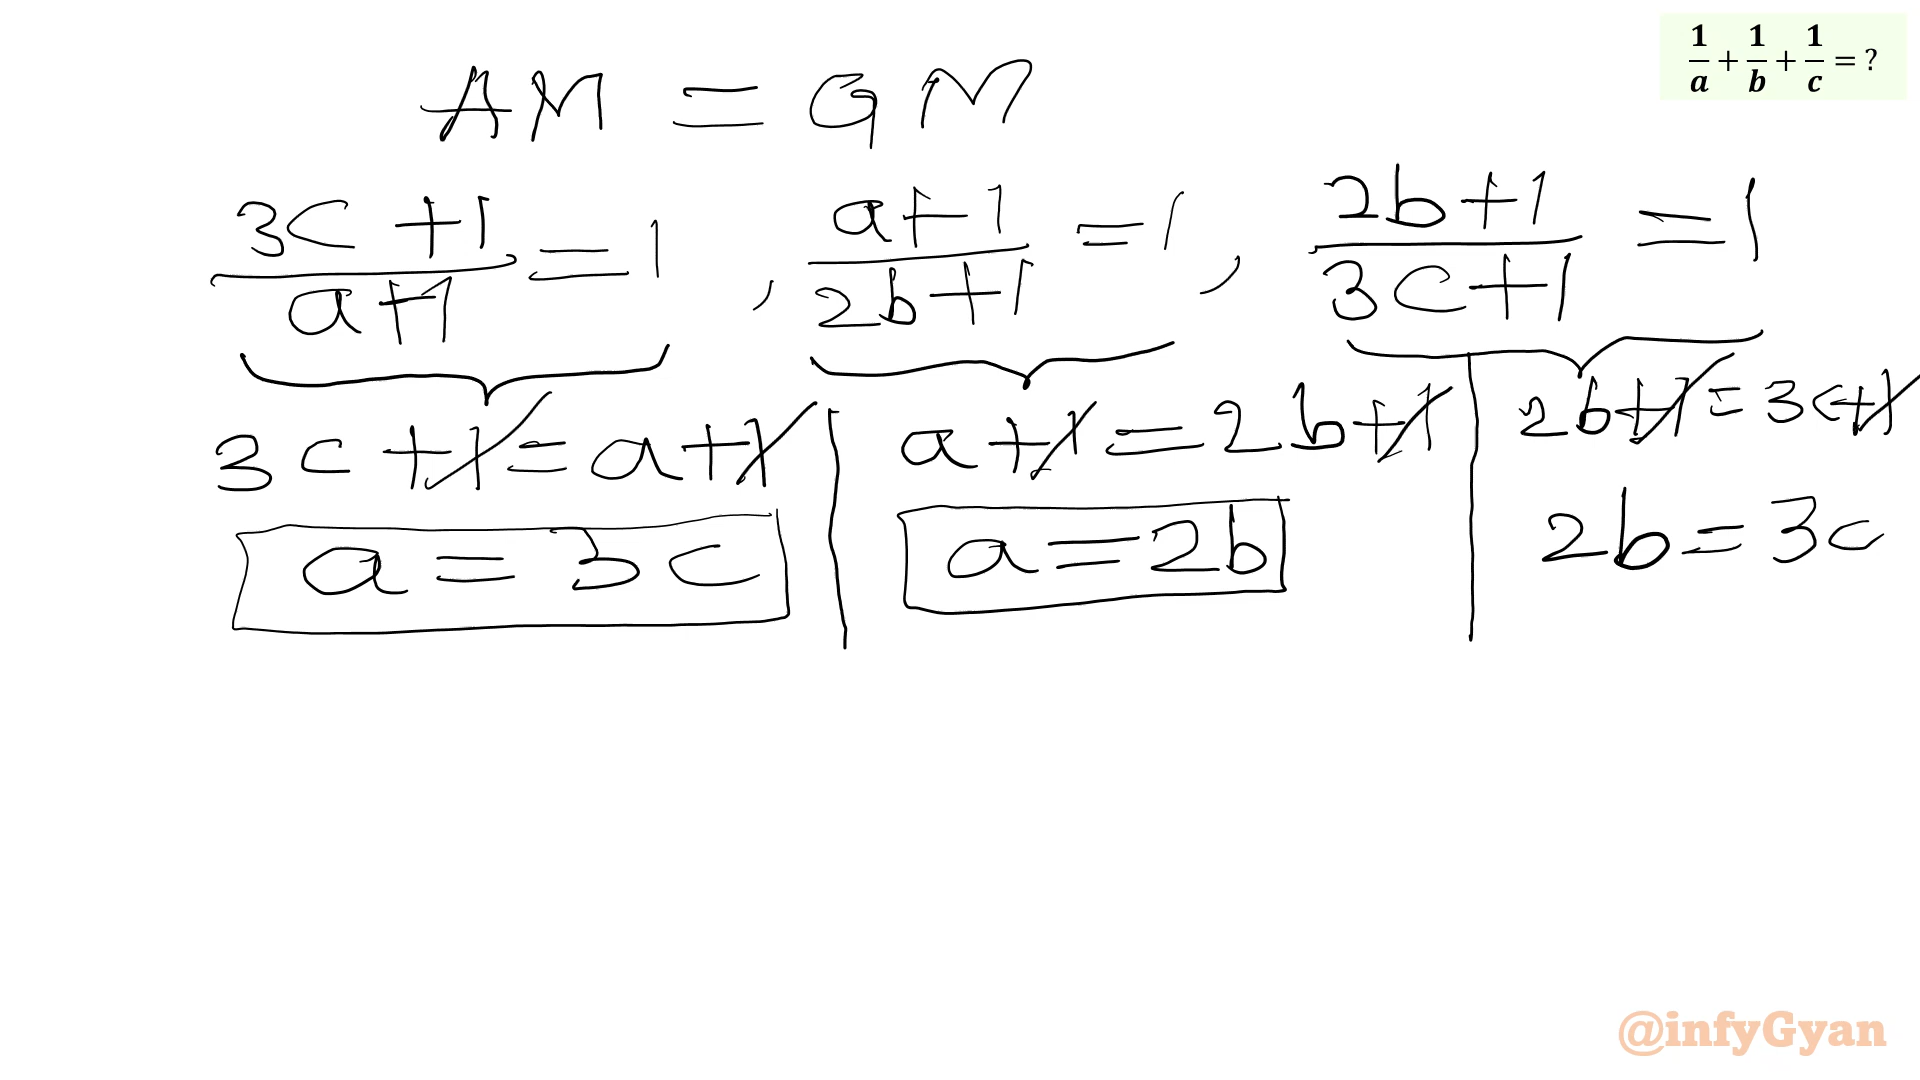 1/a + 1/b + 1/c = ?
AM = GM
(3c+1)/(a+1) = 1 , (a+1)/(2b+1) = 1 , (2b+1)/(3c+1) = 1
3c+1 = a+1
a = 3c
a+1 = 2b+1
a = 2b
2b+1 = 3c+1
2b = 3c
@infyGyan